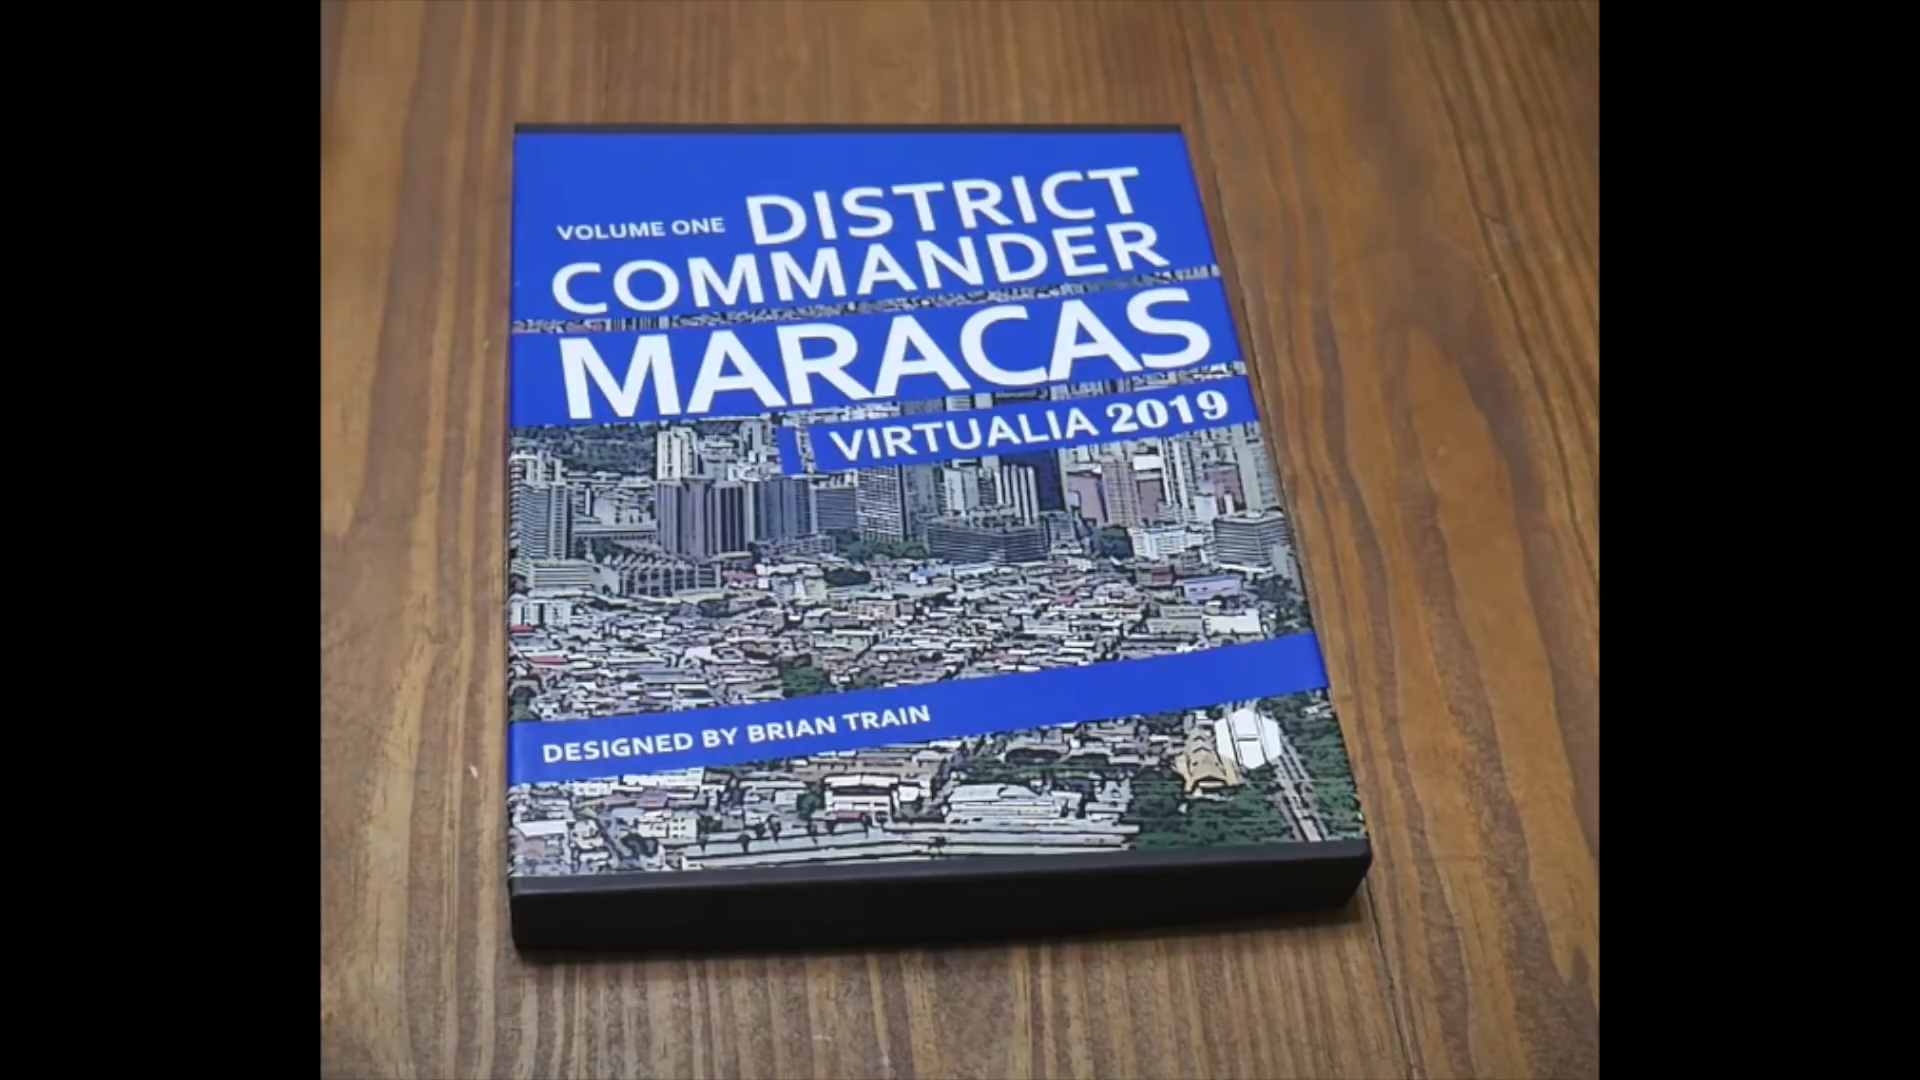 VOLUME ONE DISTRICT
COMMANDER
MARACAS
VIRTUALIA 2019
DESIGNED BY BRIAN TRAIN